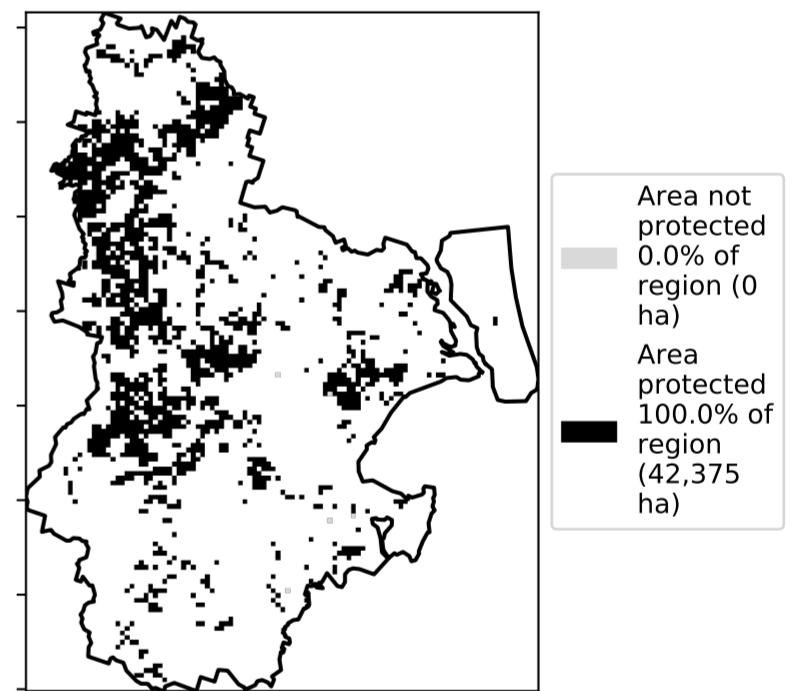 Area not
protected
0.0% of
region (0
ha)
Area
protected
100.0% of
region
(42,375
ha)